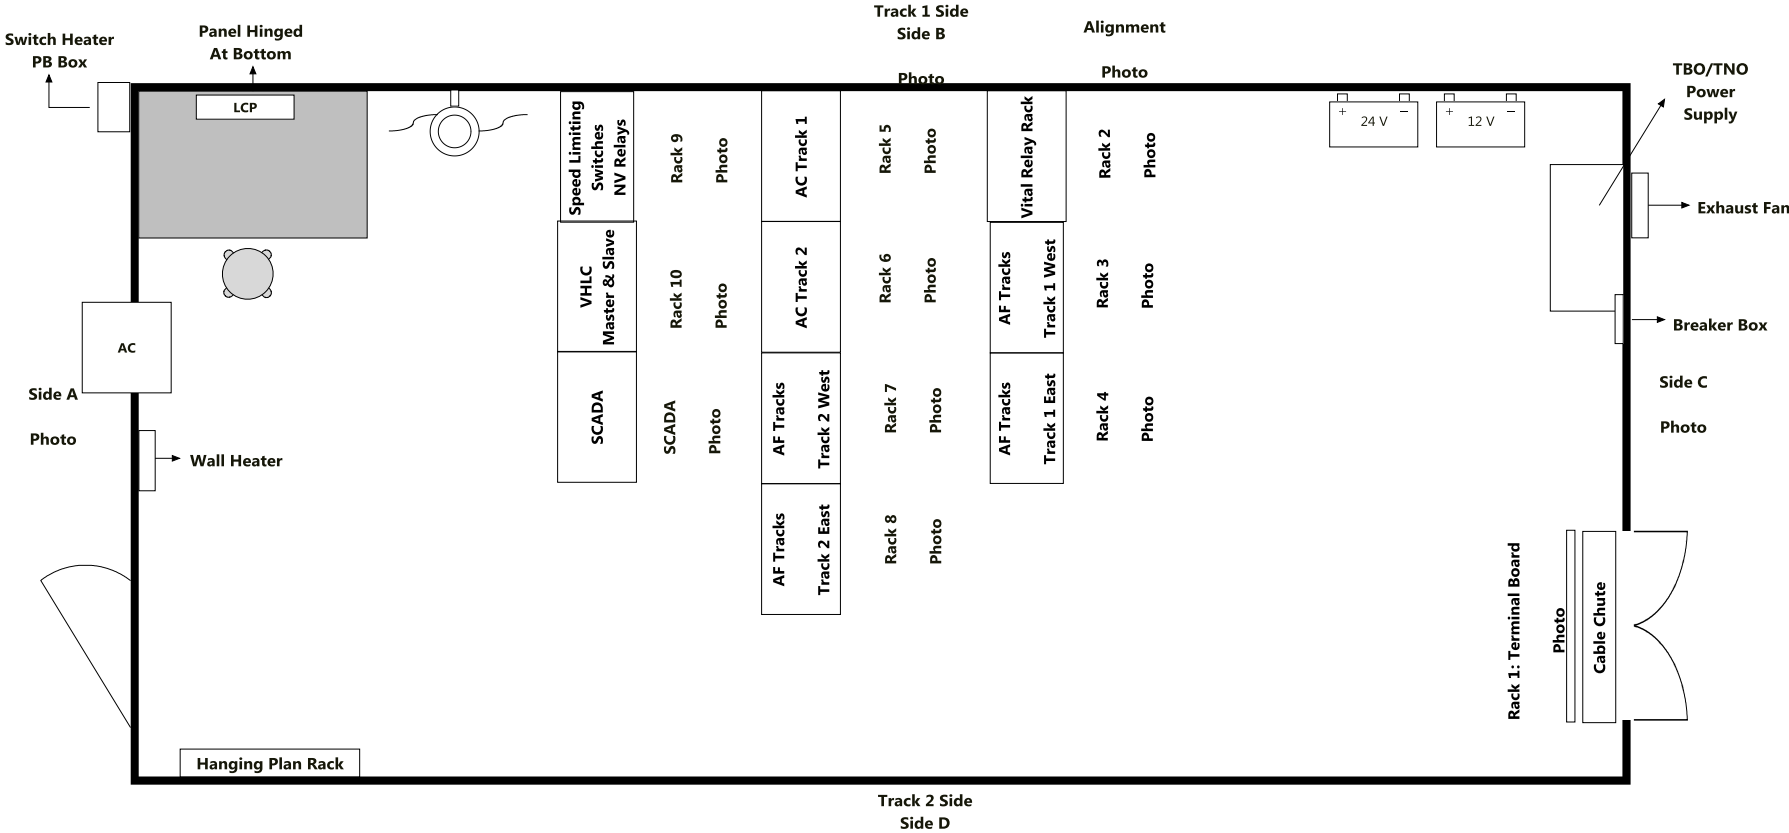 Track 1 Side
Side B
Photo
Alignment
Photo
Switch Heater
PB Box
Panel Hinged
At Bottom
LCP
TBO/TNO
Power
Supply
Speed Limiting
Switches
NV Relays
Rack 9
Photo
AC Track 1
Rack 5
Photo
Vital Relay Rack
Rack 2
Photo
+ −
24 V
+ −
12 V
Exhaust Fan
VHLC
Master & Slave
Rack 10
Photo
AC Track 2
Rack 6
Photo
AF Tracks
Track 1 West
Rack 3
Photo
Breaker Box
AC
Side A
Photo
Wall Heater
SCADA
SCADA
Photo
AF Tracks
Track 2 West
Rack 7
Photo
AF Tracks
Track 1 East
Rack 4
Photo
Side C
Photo
AF Tracks
Track 2 East
Rack 8
Photo
Rack 1: Terminal Board
Photo
Cable Chute
Hanging Plan Rack
Track 2 Side
Side D